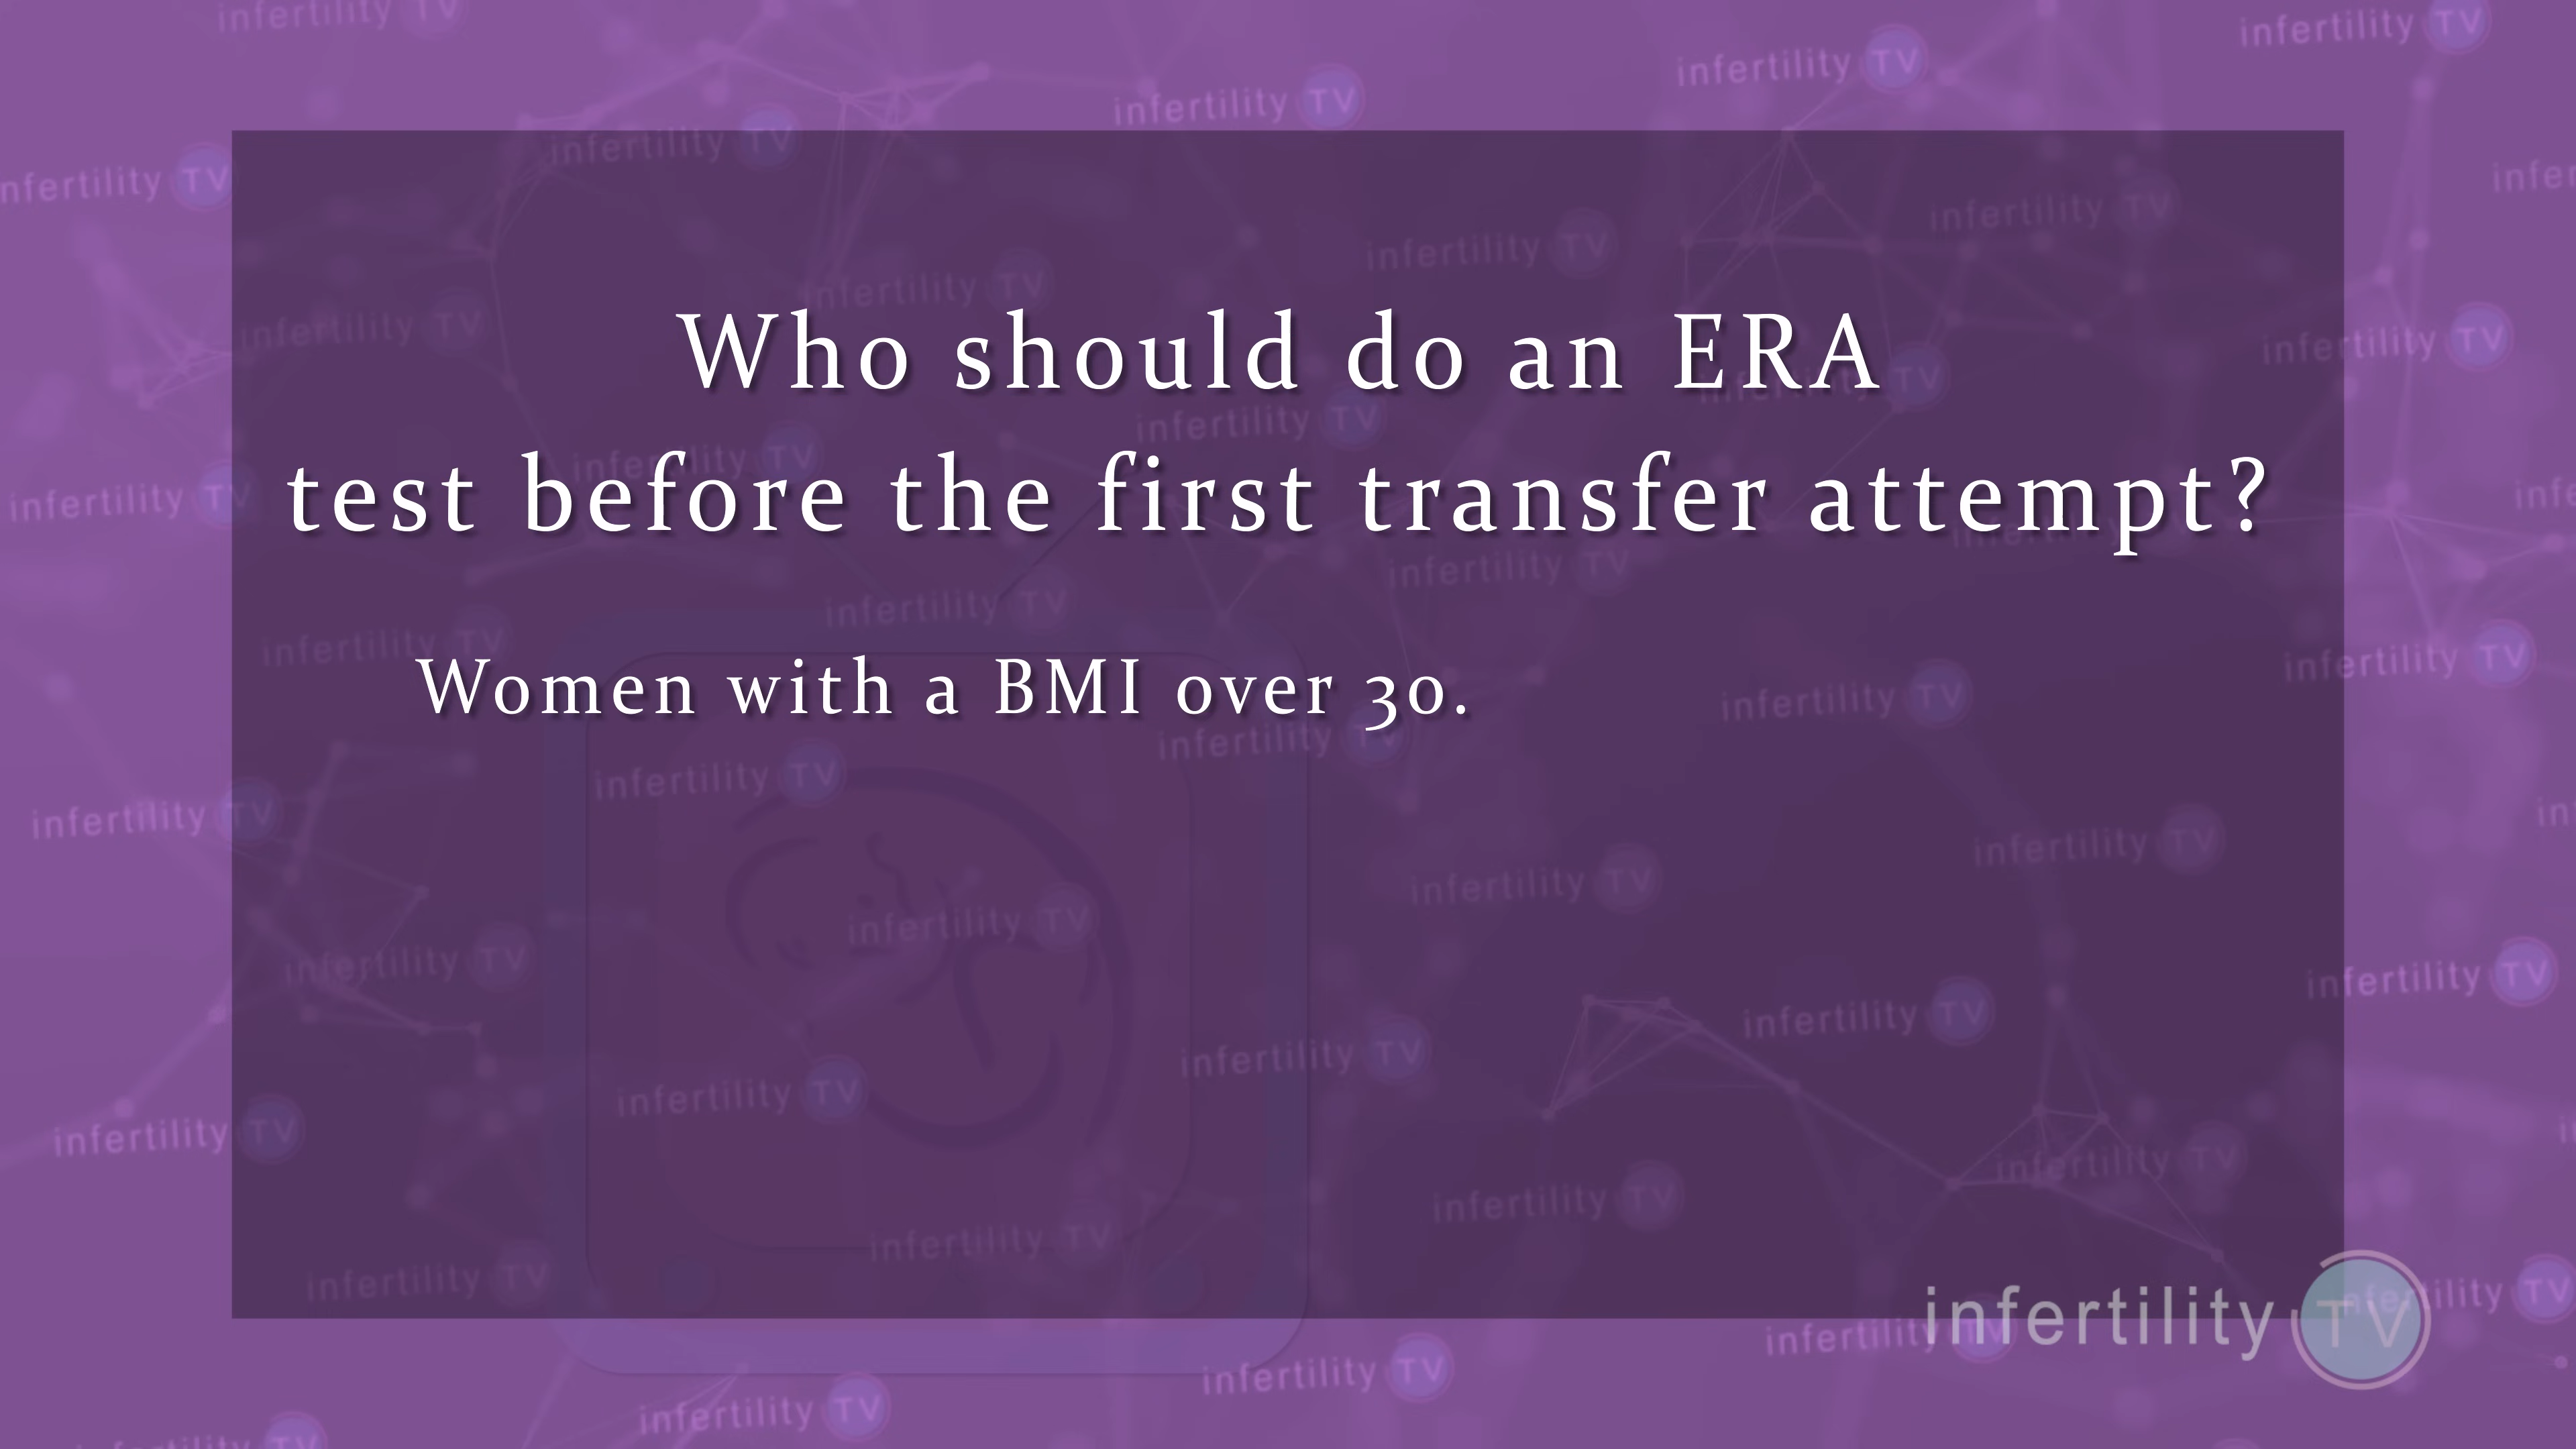 Who should do an ERA
test before the first transfer attempt?
Women with a BMI over 30.
infertility TV